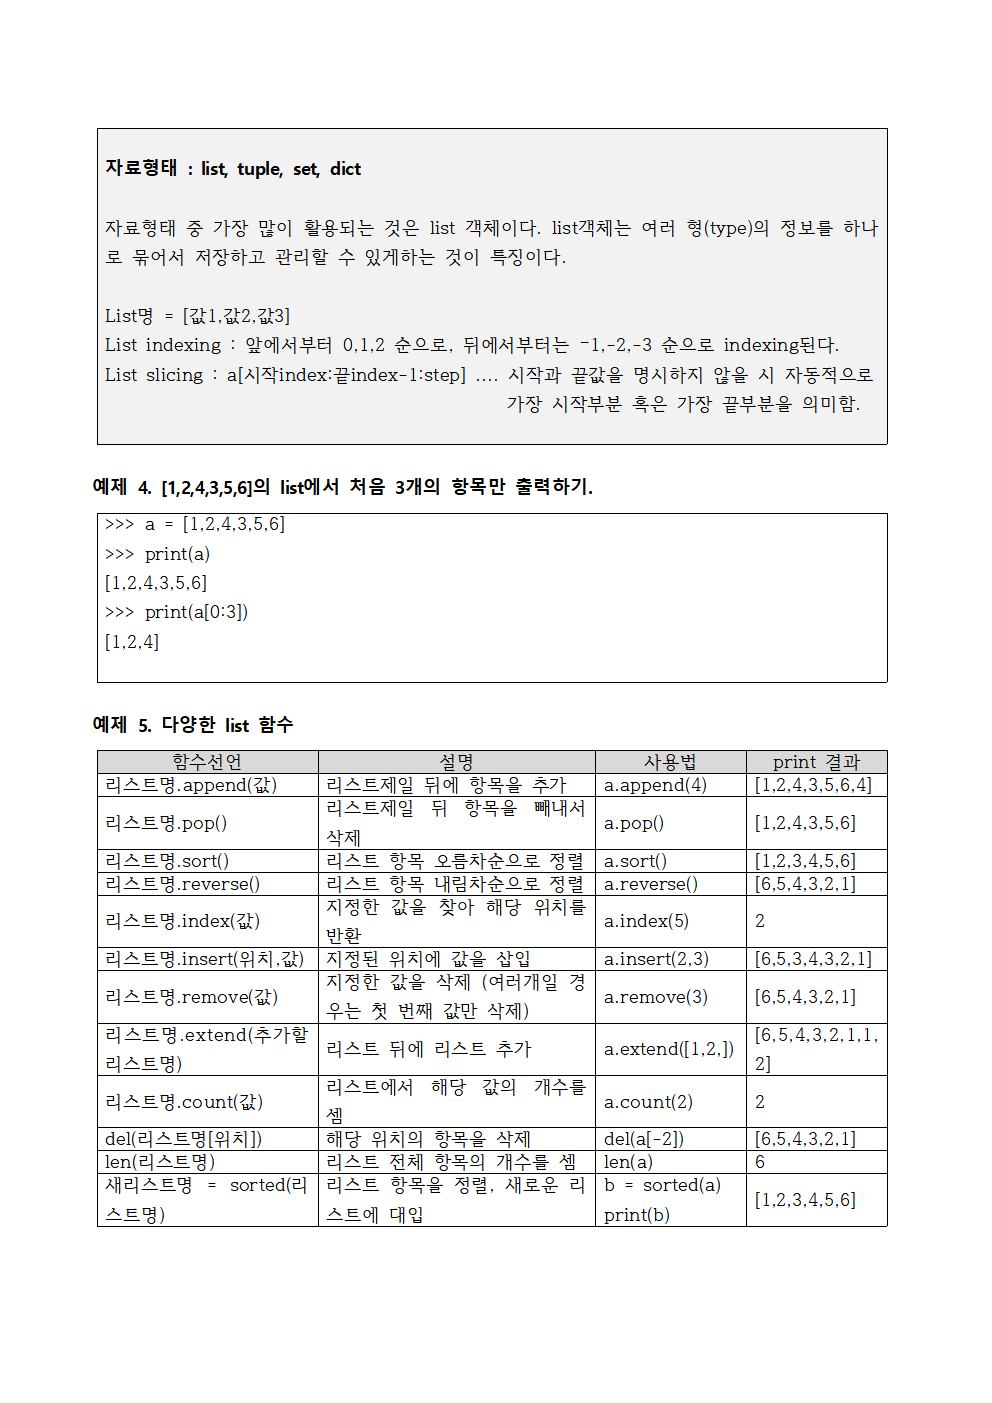 자료형태 : list, tuple, set, dict
자료형태 중 가장 많이 활용되는 것은 list 객체이다. list객체는 여러 형(type)의 정보를 하나
로 묶어서 저장하고 관리할 수 있게하는 것이 특징이다.
List명 = [값1,값2,값3]
List indexing : 앞에서부터 0,1,2 순으로, 뒤에서부터는 -1,-2,-3 순으로 indexing된다.
List slicing : a[시작index:끝index-1:step] .... 시작과 끝값을 명시하지 않을 시 자동적으로
가장 시작부분 혹은 가장 끝부분을 의미함.
예제 4. [1,2,4,3,5,6]의 list에서 처음 3개의 항목만 출력하기.
>>> a = [1,2,4,3,5,6]
>>> print(a)
[1,2,4,3,5,6]
>>> print(a[0:3])
[1,2,4]
예제 5. 다양한 list 함수
함수선언 설명 사용법 print 결과
리스트명.append(값) 리스트제일 뒤에 항목을 추가 a.append(4) [1,2,4,3,5,6,4]
리스트명.pop() 리스트제일 뒤 항목을 빼내서
삭제 a.pop() [1,2,4,3,5,6]
리스트명.sort() 리스트 항목 오름차순으로 정렬 a.sort() [1,2,3,4,5,6]
리스트명.reverse() 리스트 항목 내림차순으로 정렬 a.reverse() [6,5,4,3,2,1]
리스트명.index(값) 지정한 값을 찾아 해당 위치를
반환 a.index(5) 2
리스트명.insert(위치,값) 지정된 위치에 값을 삽입 a.insert(2,3) [6,5,3,4,3,2,1]
리스트명.remove(값) 지정한 값을 삭제 (여러개일 경
우는 첫 번째 값만 삭제) a.remove(3) [6,5,4,3,2,1]
리스트명.extend(추가할
리스트명) 리스트 뒤에 리스트 추가 a.extend([1,2,]) [6,5,4,3,2,1,1,
2]
리스트명.count(값) 리스트에서 해당 값의 개수를
셈 a.count(2) 2
del(리스트명[위치]) 해당 위치의 항목을 삭제 del(a[-2]) [6,5,4,3,2,1]
len(리스트명) 리스트 전체 항목의 개수를 셈 len(a) 6
새리스트명 = sorted(리
스트명) 리스트 항목을 정렬, 새로운 리
스트에 대입 b = sorted(a)
print(b) [1,2,3,4,5,6]